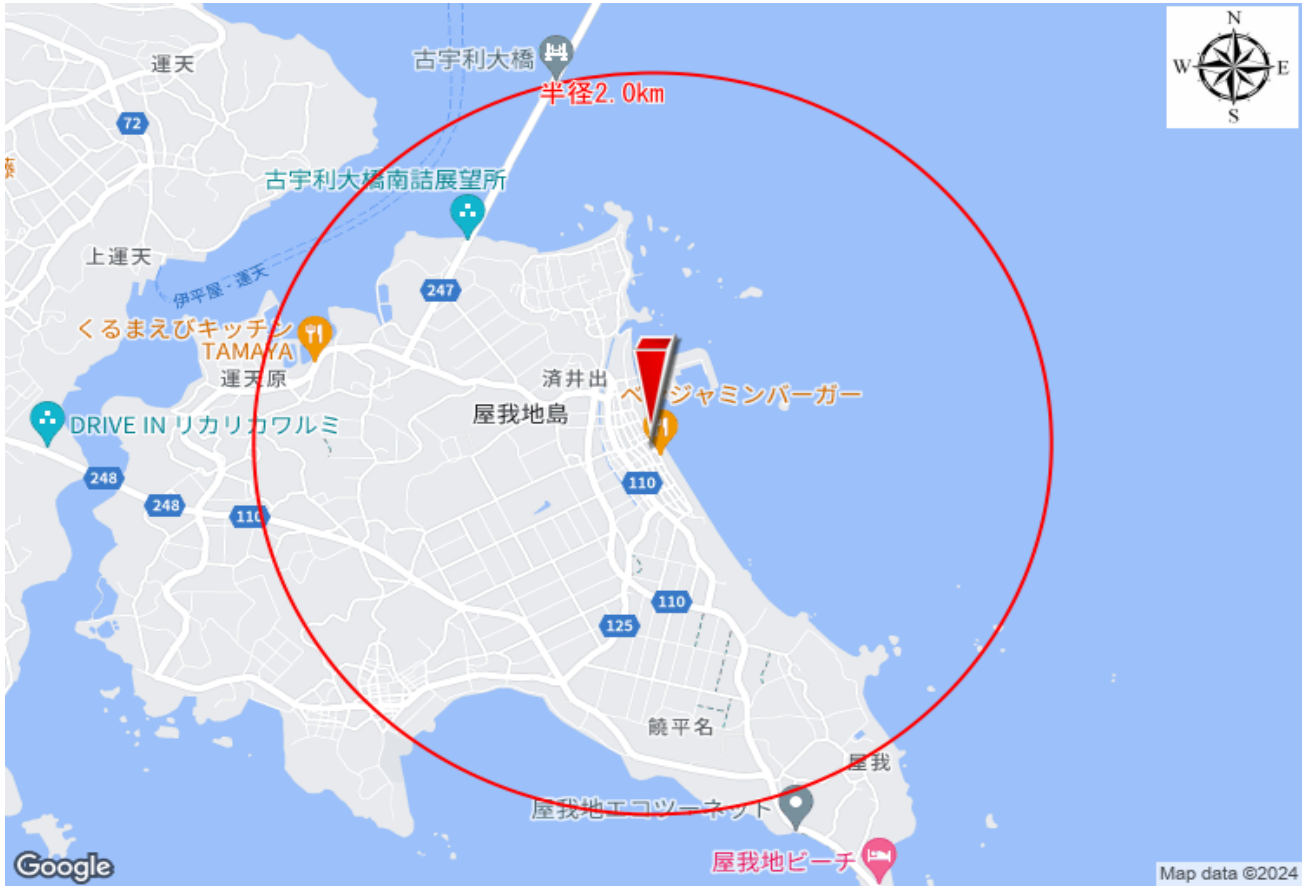 N
W
E
S
古宇利大橋
運天
半径2.0km
72
古宇利大橋南詰展望所
上運天
伊平屋 - 運天
247
くるまえびキッチン
TAMAYA
運天原
済井出
ジャミンバーガー
屋我地島
DRIVE IN リカリカワルミ
248
110
248
110
110
125
饒平名
屋我
屋我地エコツーネット
屋我地ビーチ
Google
Map data ©2024